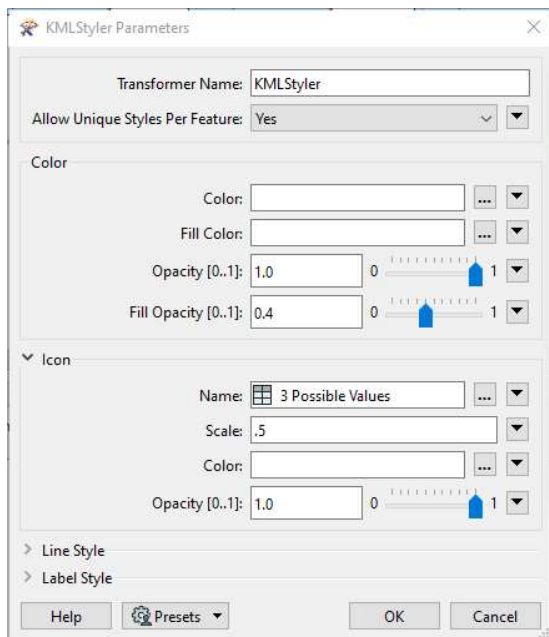 KMLStyler Parameters
Transformer Name: KMLStyler
Allow Unique Styles Per Feature: Yes
Color
Color: ...
Fill Color: ...
Opacity [0..1]: 1.0 0 1
Fill Opacity [0..1]: 0.4 0 1
Icon
Name: 3 Possible Values ...
Scale: .5
Color: ...
Opacity [0..1]: 1.0 0 1
Line Style
Label Style
Help Presets OK Cancel